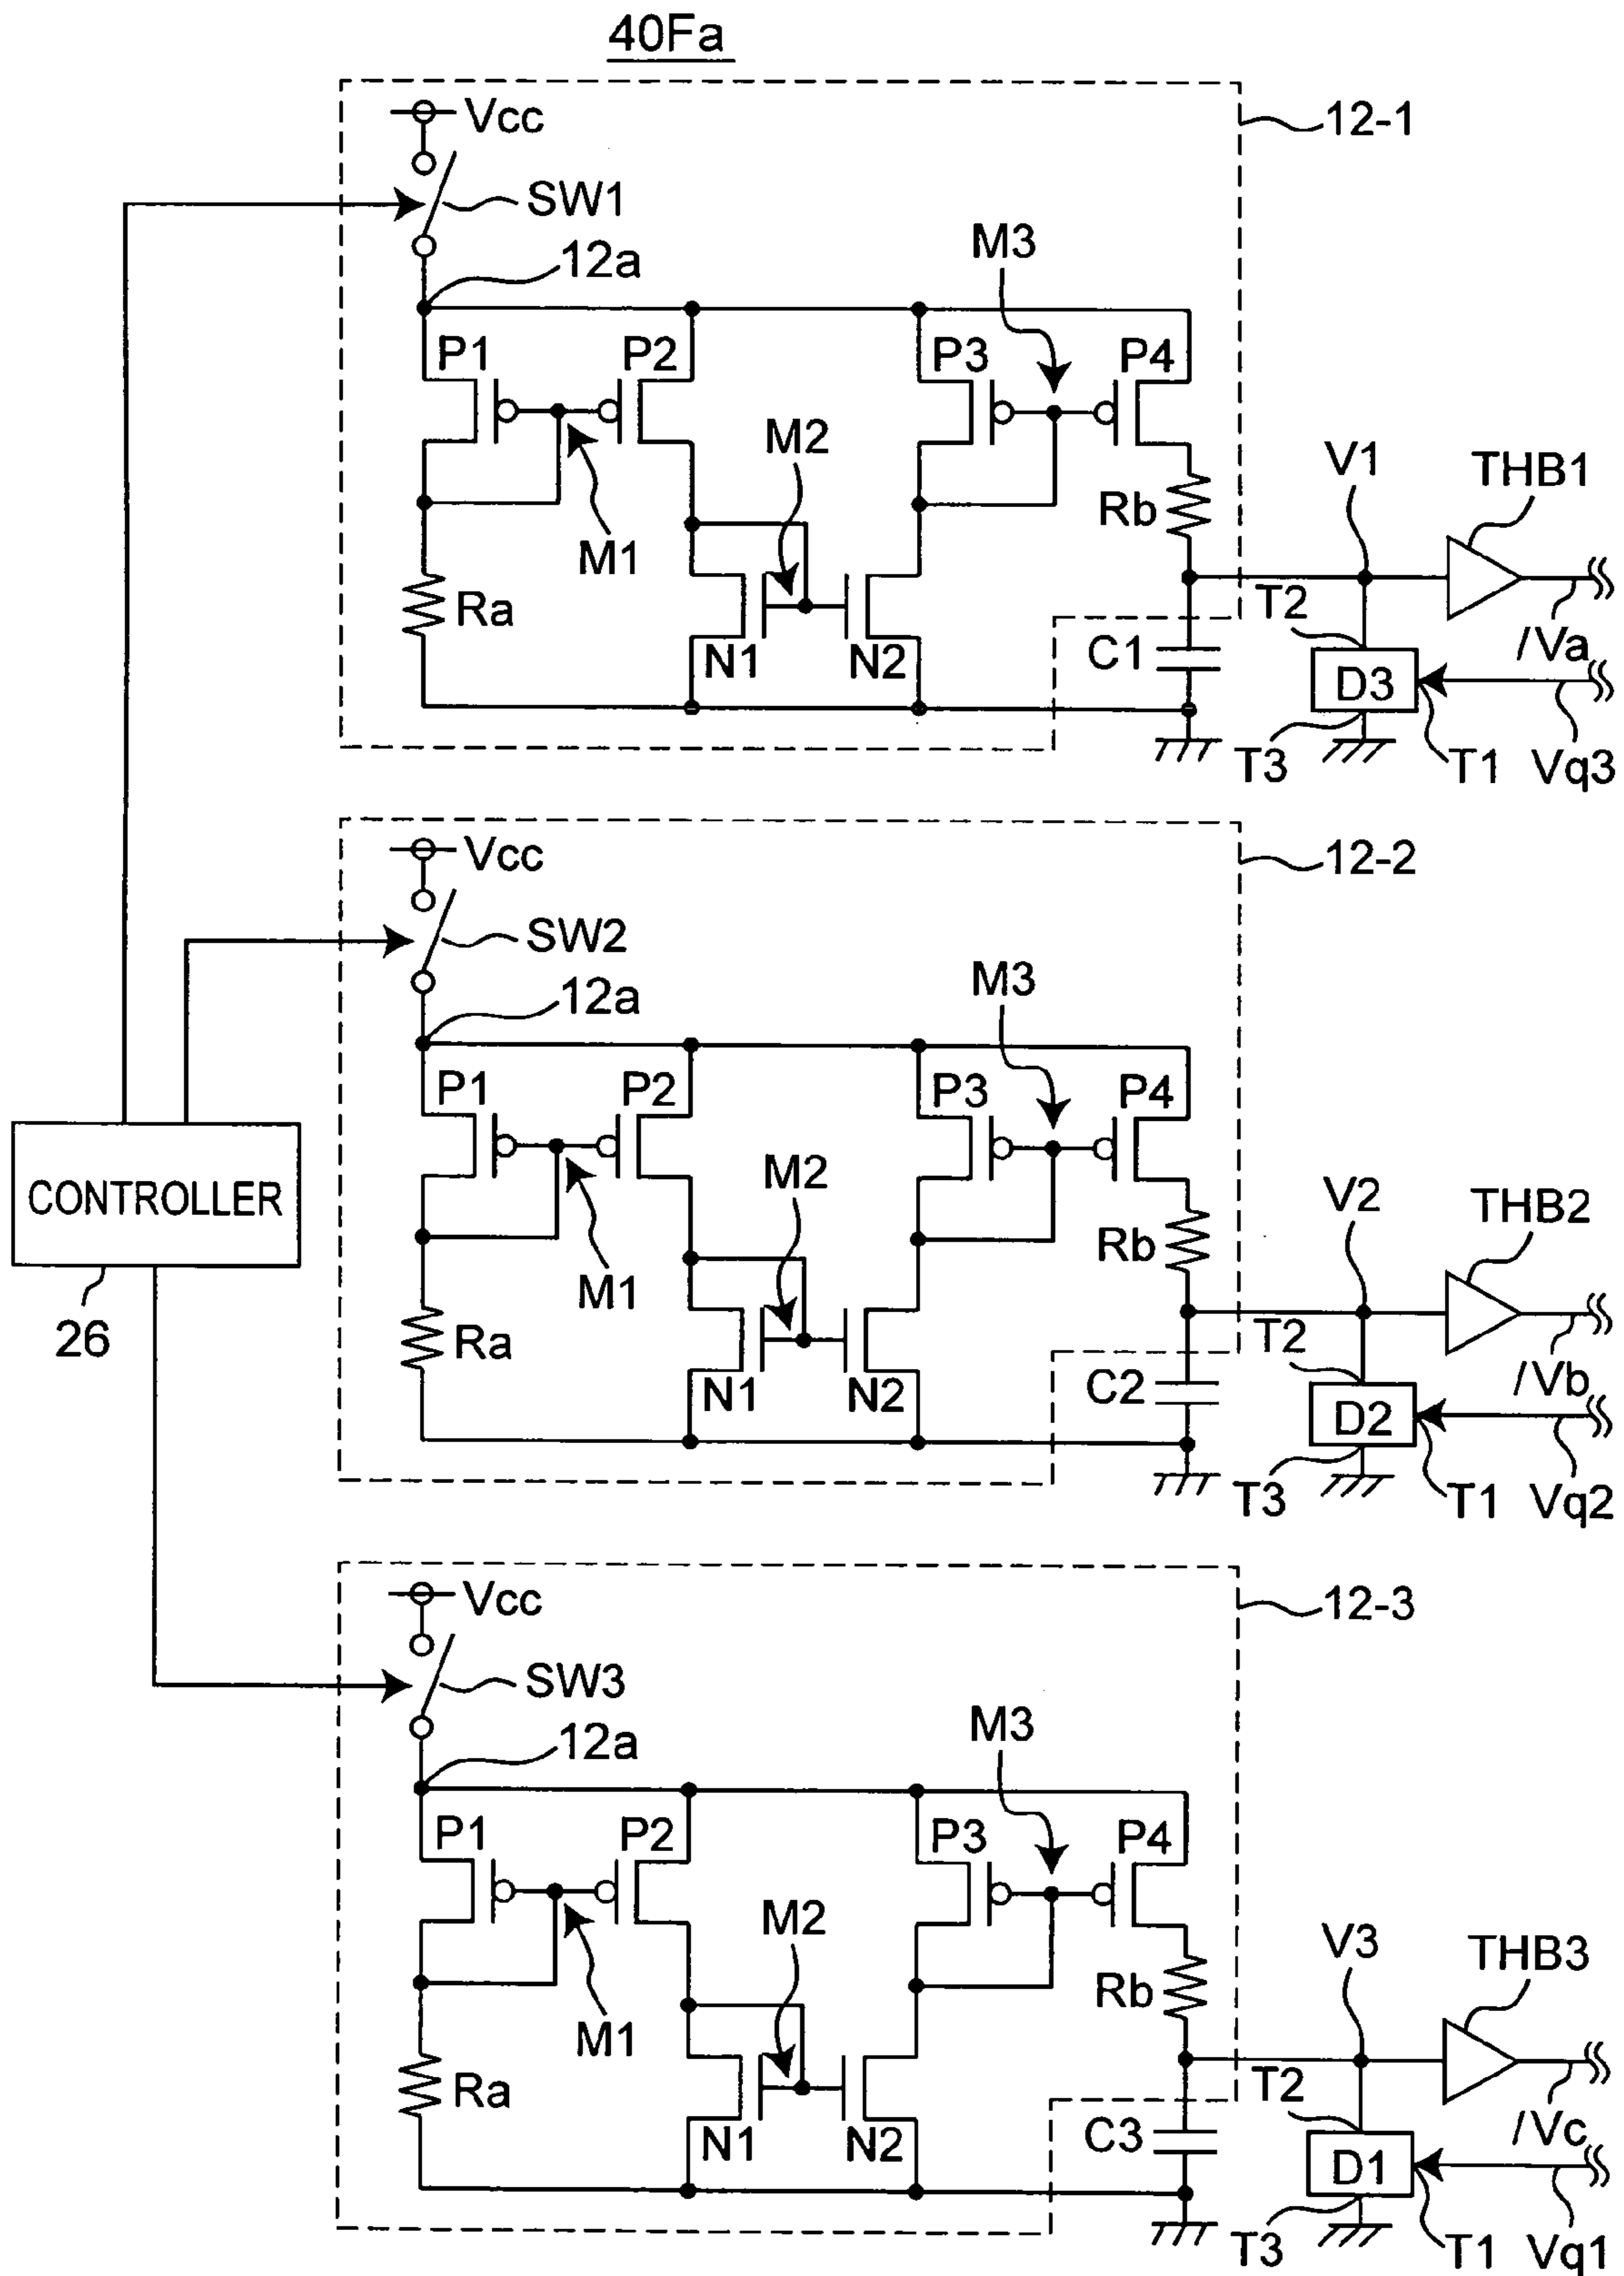 40Fa
Vcc
12-1
SW1
12a
M3
P1
P2
P3
P4
M2
V1
THB1
Rb
M1
Ra
T2
/Va
N1
N2
C1
D3
T3
T1
Vq3
Vcc
12-2
SW2
12a
M3
P1
P2
P3
P4
CONTROLLER
M2
V2
THB2
Rb
M1
26
Ra
T2
/Vb
N1
N2
C2
D2
T3
T1
Vq2
Vcc
12-3
SW3
12a
M3
P1
P2
P3
P4
M2
V3
THB3
Rb
M1
Ra
T2
/Vc
N1
N2
C3
D1
T3
T1
Vq1